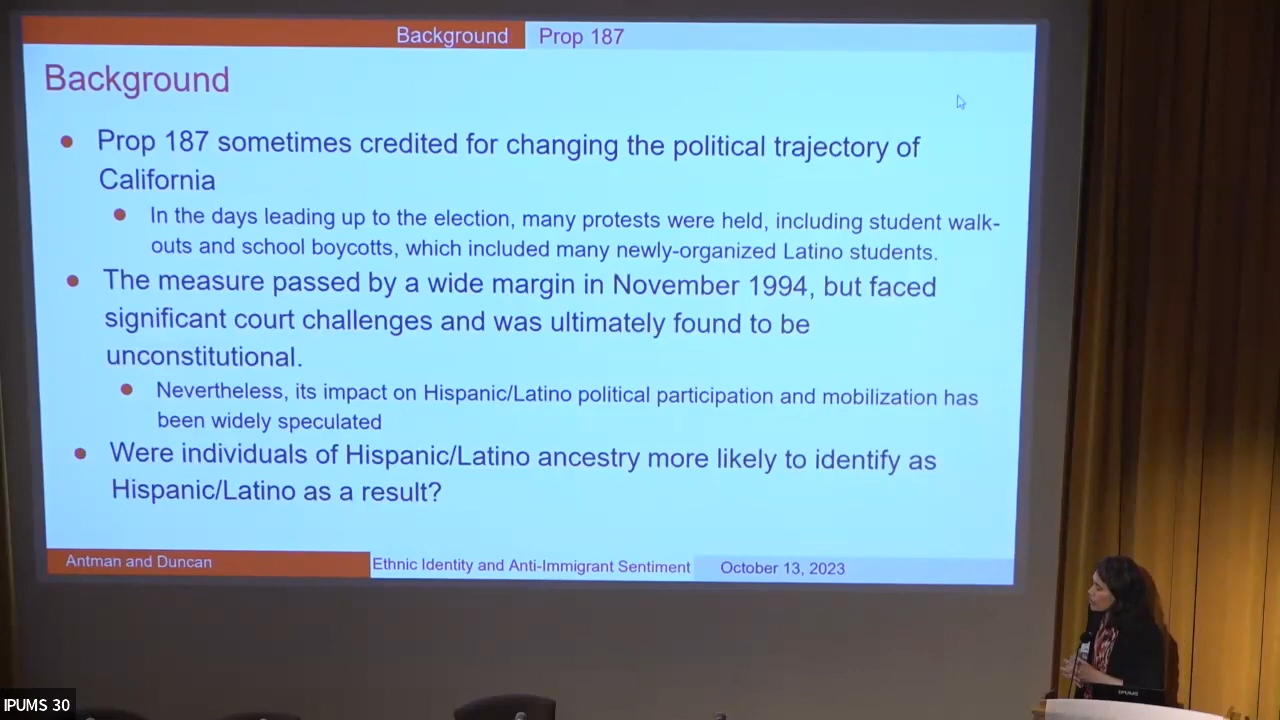 Background Prop 187
Background
Prop 187 sometimes credited for changing the political trajectory of
California
In the days leading up to the election, many protests were held, including student walk-
outs and school boycotts, which included many newly-organized Latino students.
The measure passed by a wide margin in November 1994, but faced
significant court challenges and was ultimately found to be
unconstitutional.
Nevertheless, its impact on Hispanic/Latino political participation and mobilization has
been widely speculated
Were individuals of Hispanic/Latino ancestry more likely to identify as
Hispanic/Latino as a result?
Antman and Duncan Ethnic Identity and Anti-Immigrant Sentiment October 13, 2023
IPUMS
IPUMS 30